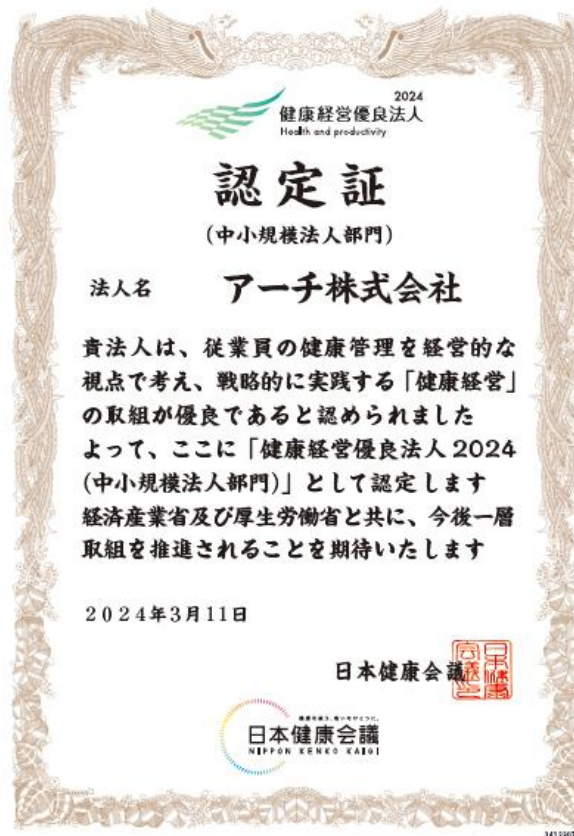 2024
健康経営優良法人
Health and productivity
認定証
(中小規模法人部門)
法人名 アーチ株式会社
貴法人は、従業員の健康管理を経営的な
視点で考え、戦略的に実践する「健康経営」
の取組が優良であると認められました
よって、ここに「健康経営優良法人2024
(中小規模法人部門)」として認定します
経済産業省及び厚生労働省と共に、今後一層
取組を推進されることを期待いたします
2024年3月11日
日本健康会議
日本健康会議
NIPPON KENKO KAIGI